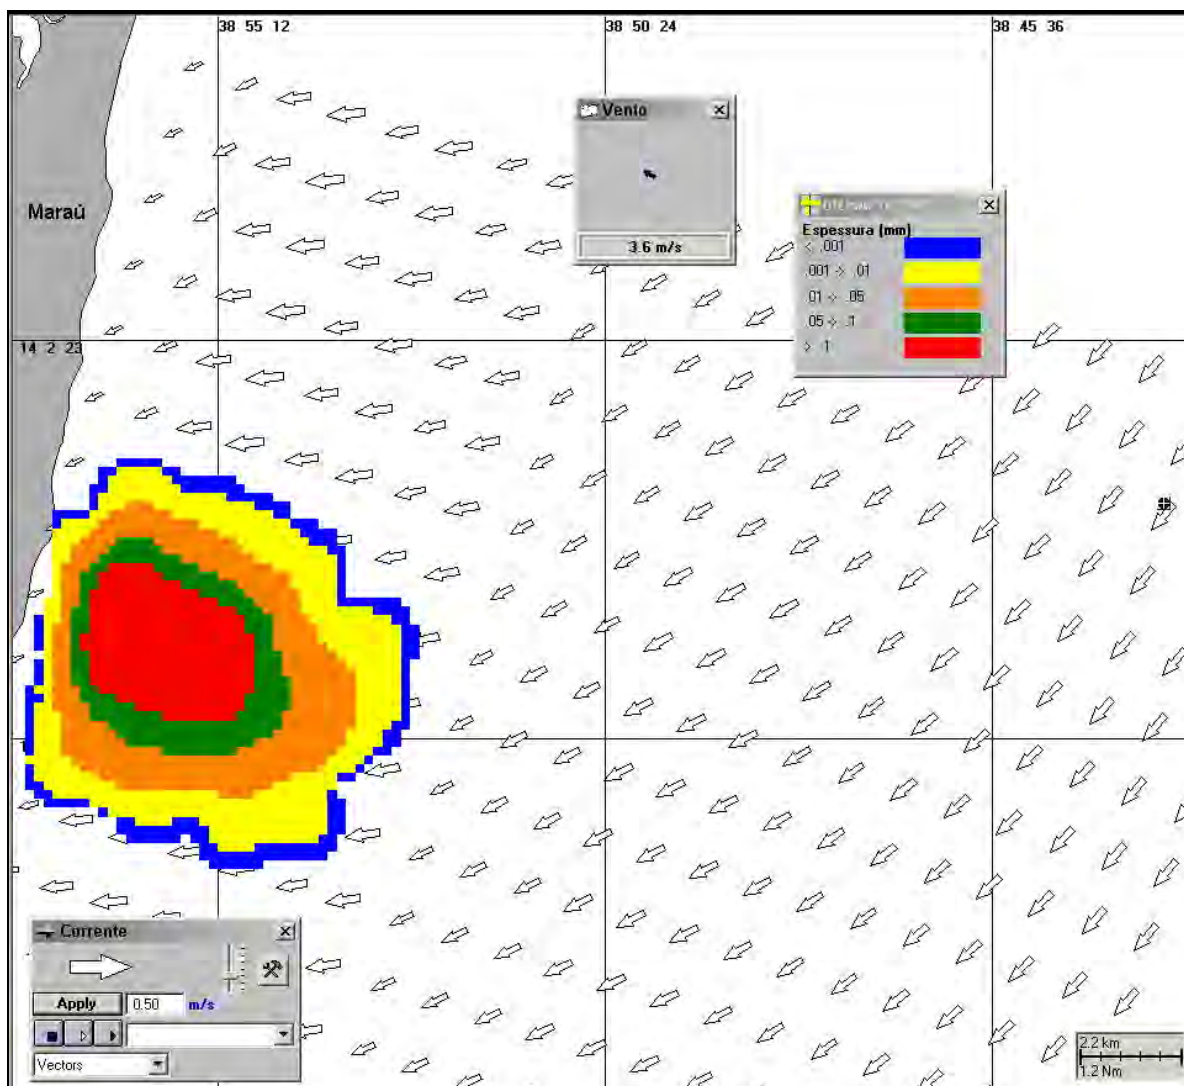 38 55 12
38 50 24
38 45 36
Vento
3.6 m/s
Maraú
Espessura (mm)
< .001
.001 -> .01
.01 -> .05
.05 -> .1
> .1
14 2 23
Corrente
Apply
0.50
m/s
Vectors
2.2 km
1.2 Nm